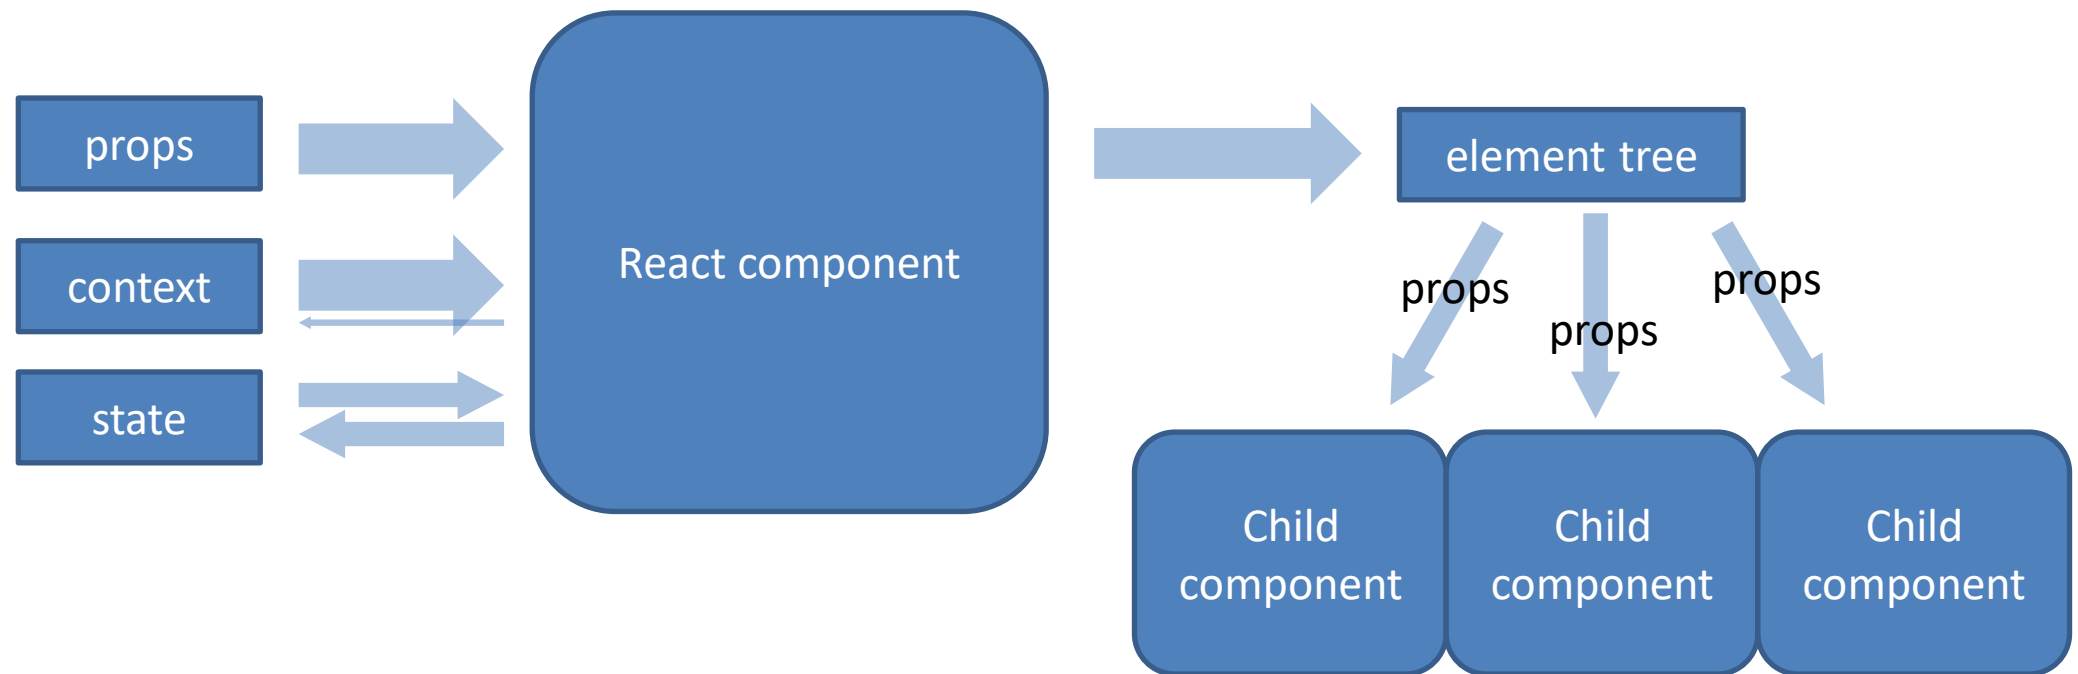 props
context
state
React component
element tree
props
props
props
Child
component
Child
component
Child
component